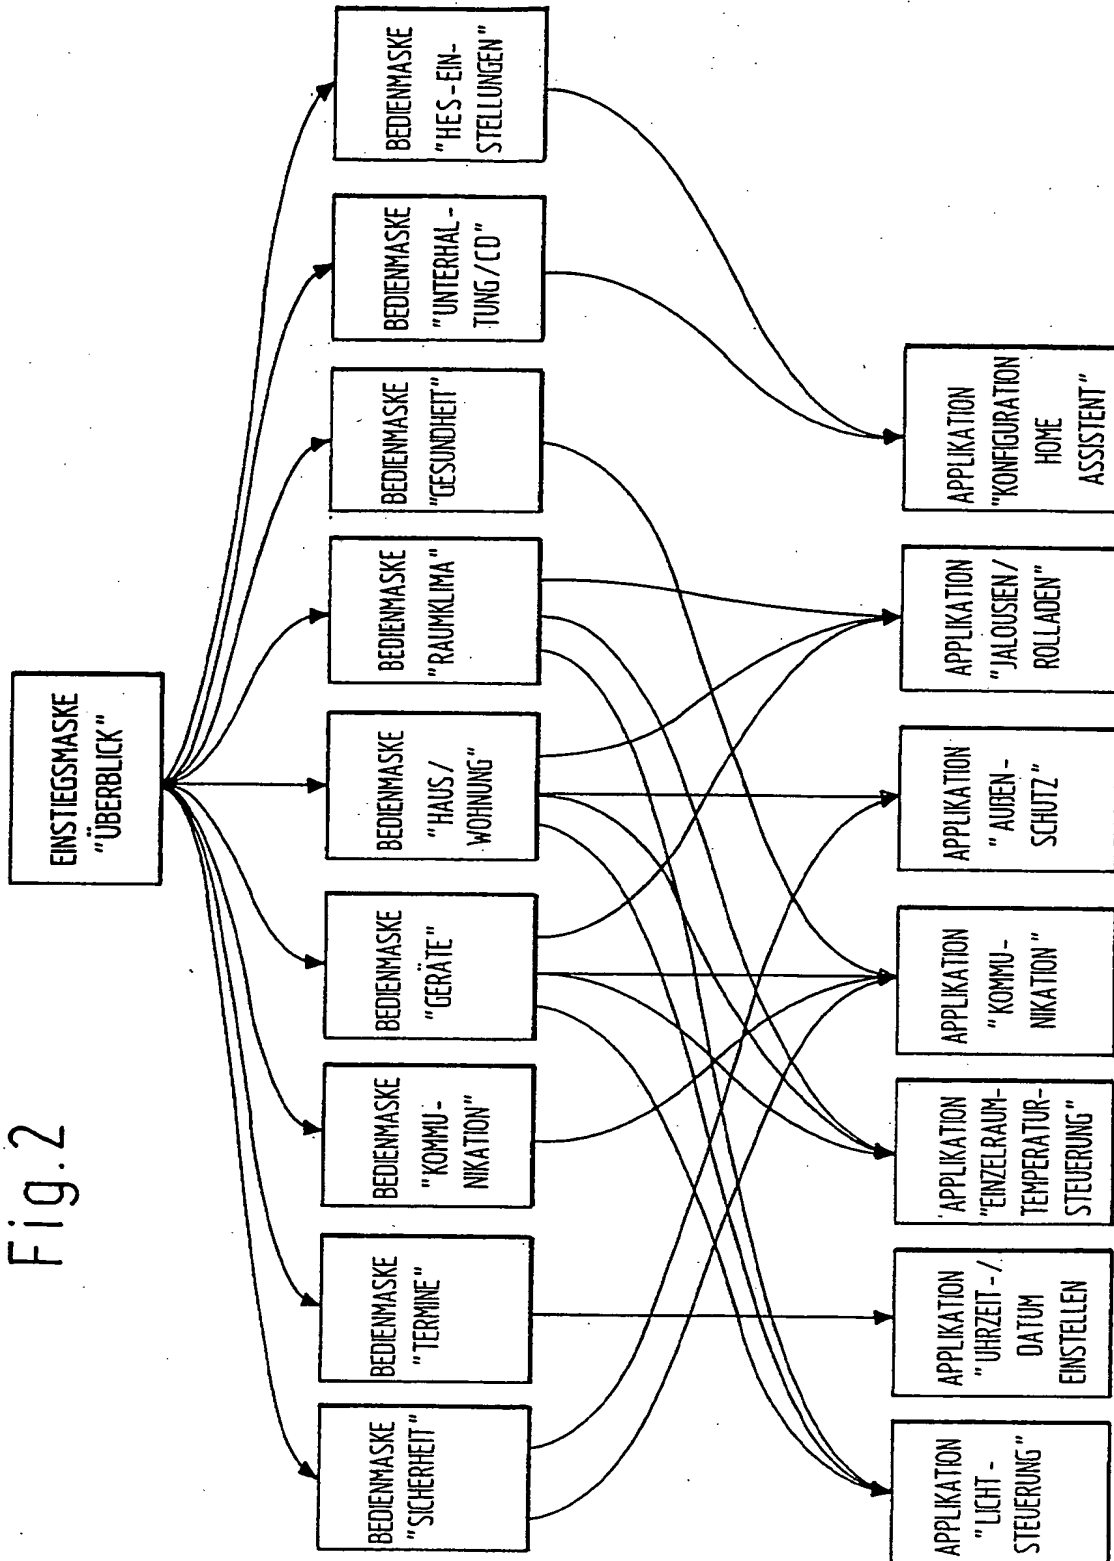 Fig.2
EINSTIEGSMASKE
"ÜBERBLICK"
BEDIENMASKE
"SICHERHEIT"
BEDIENMASKE
"TERMINE"
BEDIENMASKE
"KOMMU-
NIKATION"
BEDIENMASKE
"GERÄTE"
BEDIENMASKE
"HAUS/
WOHNUNG"
BEDIENMASKE
"RAUMKLIMA"
BEDIENMASKE
"GESUNDHEIT"
BEDIENMASKE
"UNTERHAL-
TUNG/CD"
BEDIENMASKE
"HES-EIN-
STELLUNGEN"
APPLIKATION
"LICHT-
STEUERUNG"
APPLIKATION
"UHRZEIT-/
DATUM
EINSTELLEN
APPLIKATION
"EINZELRAUM-
TEMPERATUR-
STEUERUNG"
APPLIKATION
"KOMMU-
NIKATION"
APPLIKATION
"AUßEN-
SCHUTZ"
APPLIKATION
"JALOUSIEN/
ROLLADEN"
APPLIKATION
"KONFIGURATION
HOME
ASSISTENT"